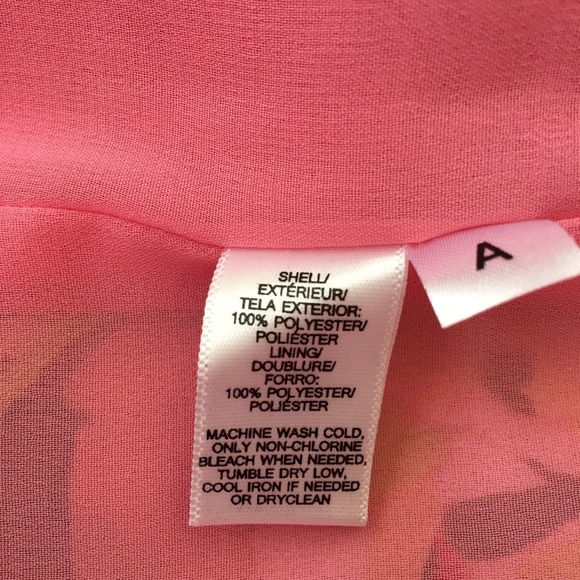 SHELL/
EXTÉRIEUR/
TELA EXTERIOR:
100% POLYESTER/
POLIÉSTER
LINING/
DOUBLURE/
FORRO:
100% POLYESTER/
POLIÉSTER
MACHINE WASH COLD,
ONLY NON-CHLORINE
BLEACH WHEN NEEDED,
TUMBLE DRY LOW,
COOL IRON IF NEEDED
OR DRYCLEAN
A